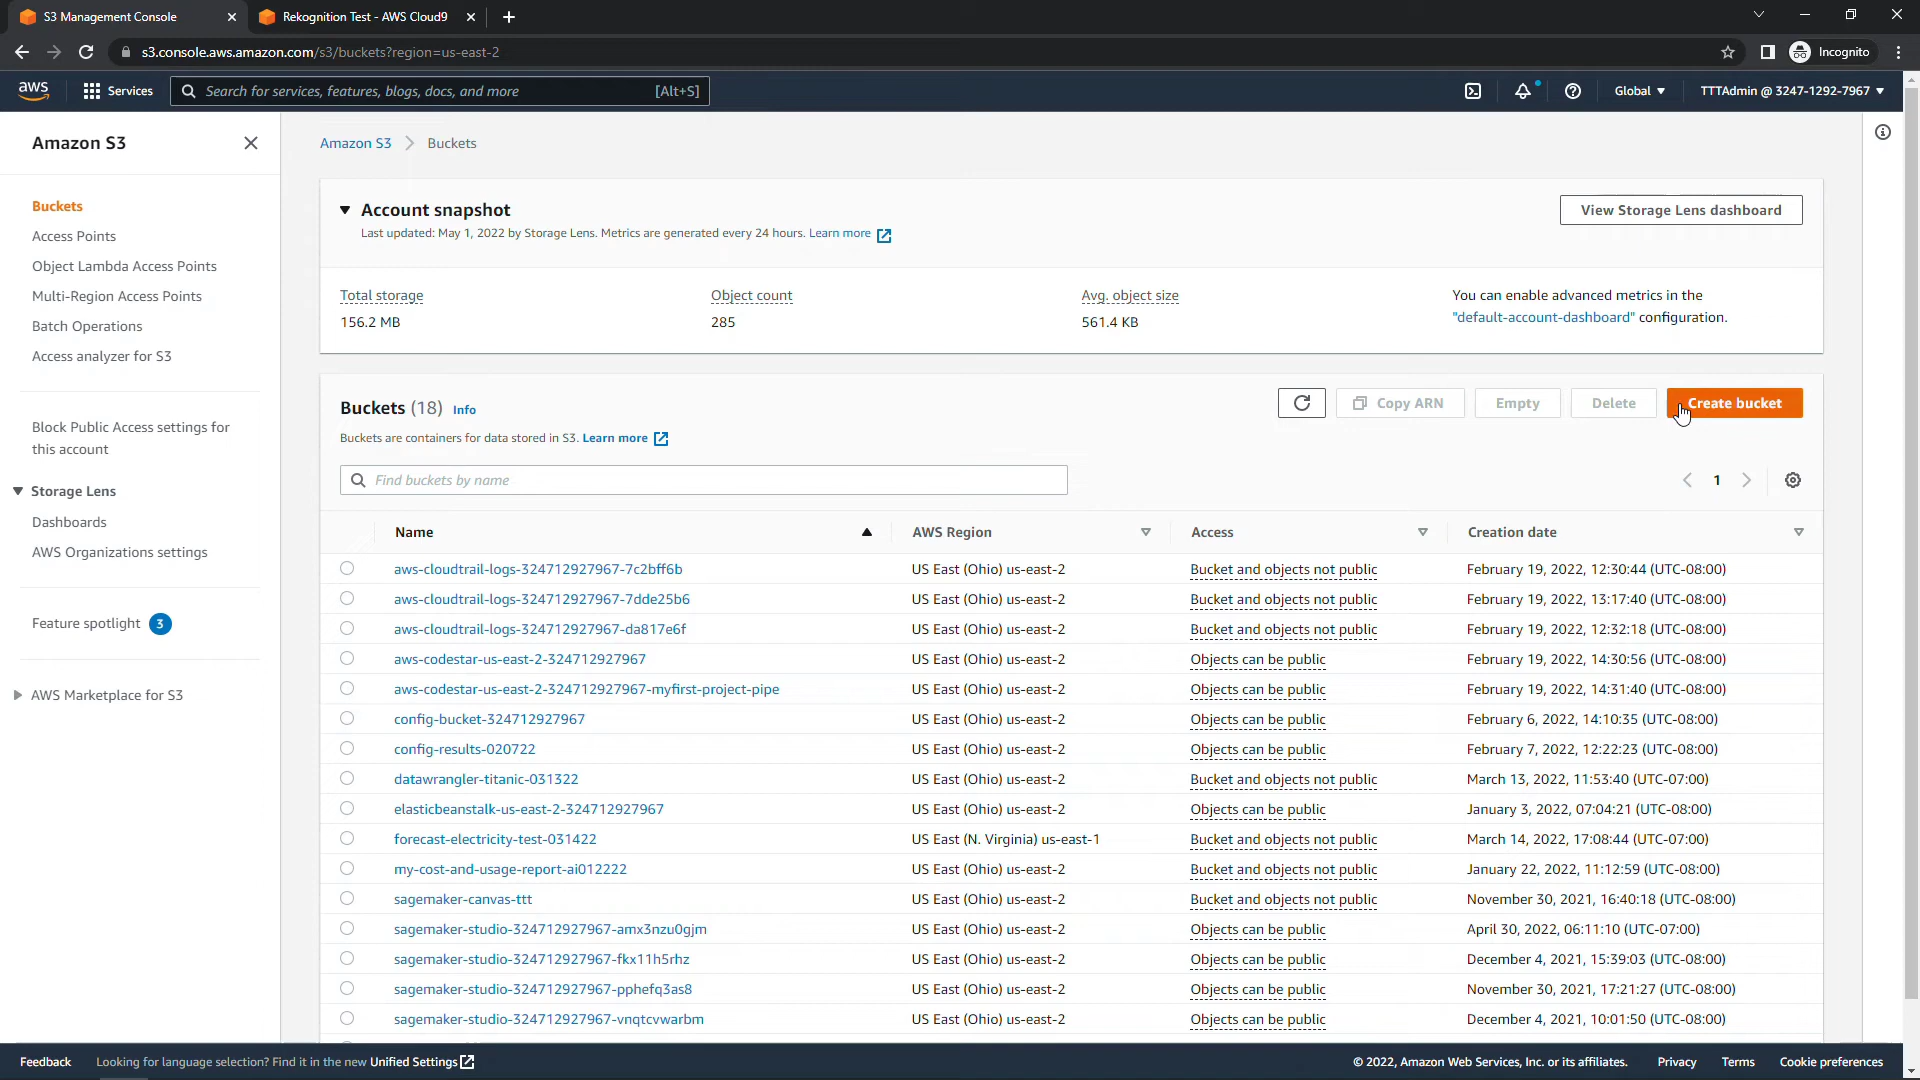 S3 Management Console
Rekognition Test - AWS Cloud9
s3.console.aws.amazon.com/s3/buckets?region=us-east-2
Incognito
aws
Services
Search for services, features, blogs, docs, and more
[Alt+S]
Global
TTTAdmin @ 3247-1292-7967
Amazon S3
Buckets
Access Points
Object Lambda Access Points
Multi-Region Access Points
Batch Operations
Access analyzer for S3
Block Public Access settings for
this account
Storage Lens
Dashboards
AWS Organizations settings
Feature spotlight 3
AWS Marketplace for S3
Amazon S3 > Buckets
Account snapshot
Last updated: May 1, 2022 by Storage Lens. Metrics are generated every 24 hours. Learn more
View Storage Lens dashboard
Total storage
156.2 MB
Object count
285
Avg. object size
561.4 KB
You can enable advanced metrics in the
"default-account-dashboard" configuration.
Buckets (18) Info
Buckets are containers for data stored in S3. Learn more
Copy ARN
Empty
Delete
Create bucket
Find buckets by name
1
Name AWS Region Access Creation date
aws-cloudtrail-logs-324712927967-7c2bff6b US East (Ohio) us-east-2 Bucket and objects not public February 19, 2022, 12:30:44 (UTC-08:00)
aws-cloudtrail-logs-324712927967-7dde25b6 US East (Ohio) us-east-2 Bucket and objects not public February 19, 2022, 13:17:40 (UTC-08:00)
aws-cloudtrail-logs-324712927967-da817e6f US East (Ohio) us-east-2 Bucket and objects not public February 19, 2022, 12:32:18 (UTC-08:00)
aws-codestar-us-east-2-324712927967 US East (Ohio) us-east-2 Objects can be public February 19, 2022, 14:30:56 (UTC-08:00)
aws-codestar-us-east-2-324712927967-myfirst-project-pipe US East (Ohio) us-east-2 Objects can be public February 19, 2022, 14:31:40 (UTC-08:00)
config-bucket-324712927967 US East (Ohio) us-east-2 Objects can be public February 6, 2022, 14:10:35 (UTC-08:00)
config-results-020722 US East (Ohio) us-east-2 Objects can be public February 7, 2022, 12:22:23 (UTC-08:00)
datawrangler-titanic-031322 US East (Ohio) us-east-2 Bucket and objects not public March 13, 2022, 11:53:40 (UTC-07:00)
elasticbeanstalk-us-east-2-324712927967 US East (Ohio) us-east-2 Objects can be public January 3, 2022, 07:04:21 (UTC-08:00)
forecast-electricity-test-031422 US East (N. Virginia) us-east-1 Bucket and objects not public March 14, 2022, 17:08:44 (UTC-07:00)
my-cost-and-usage-report-ai012222 US East (Ohio) us-east-2 Bucket and objects not public January 22, 2022, 11:12:59 (UTC-08:00)
sagemaker-canvas-ttt US East (Ohio) us-east-2 Bucket and objects not public November 30, 2021, 16:40:18 (UTC-08:00)
sagemaker-studio-324712927967-amx3nzu0gjm US East (Ohio) us-east-2 Objects can be public April 30, 2022, 06:11:10 (UTC-07:00)
sagemaker-studio-324712927967-fkx11h5rhz US East (Ohio) us-east-2 Objects can be public December 4, 2021, 15:39:03 (UTC-08:00)
sagemaker-studio-324712927967-pphefq3as8 US East (Ohio) us-east-2 Objects can be public November 30, 2021, 17:21:27 (UTC-08:00)
sagemaker-studio-324712927967-vnqtcvwarbm US East (Ohio) us-east-2 Objects can be public December 4, 2021, 10:01:50 (UTC-08:00)
Feedback
Looking for language selection? Find it in the new Unified Settings
© 2022, Amazon Web Services, Inc. or its affiliates.
Privacy
Terms
Cookie preferences